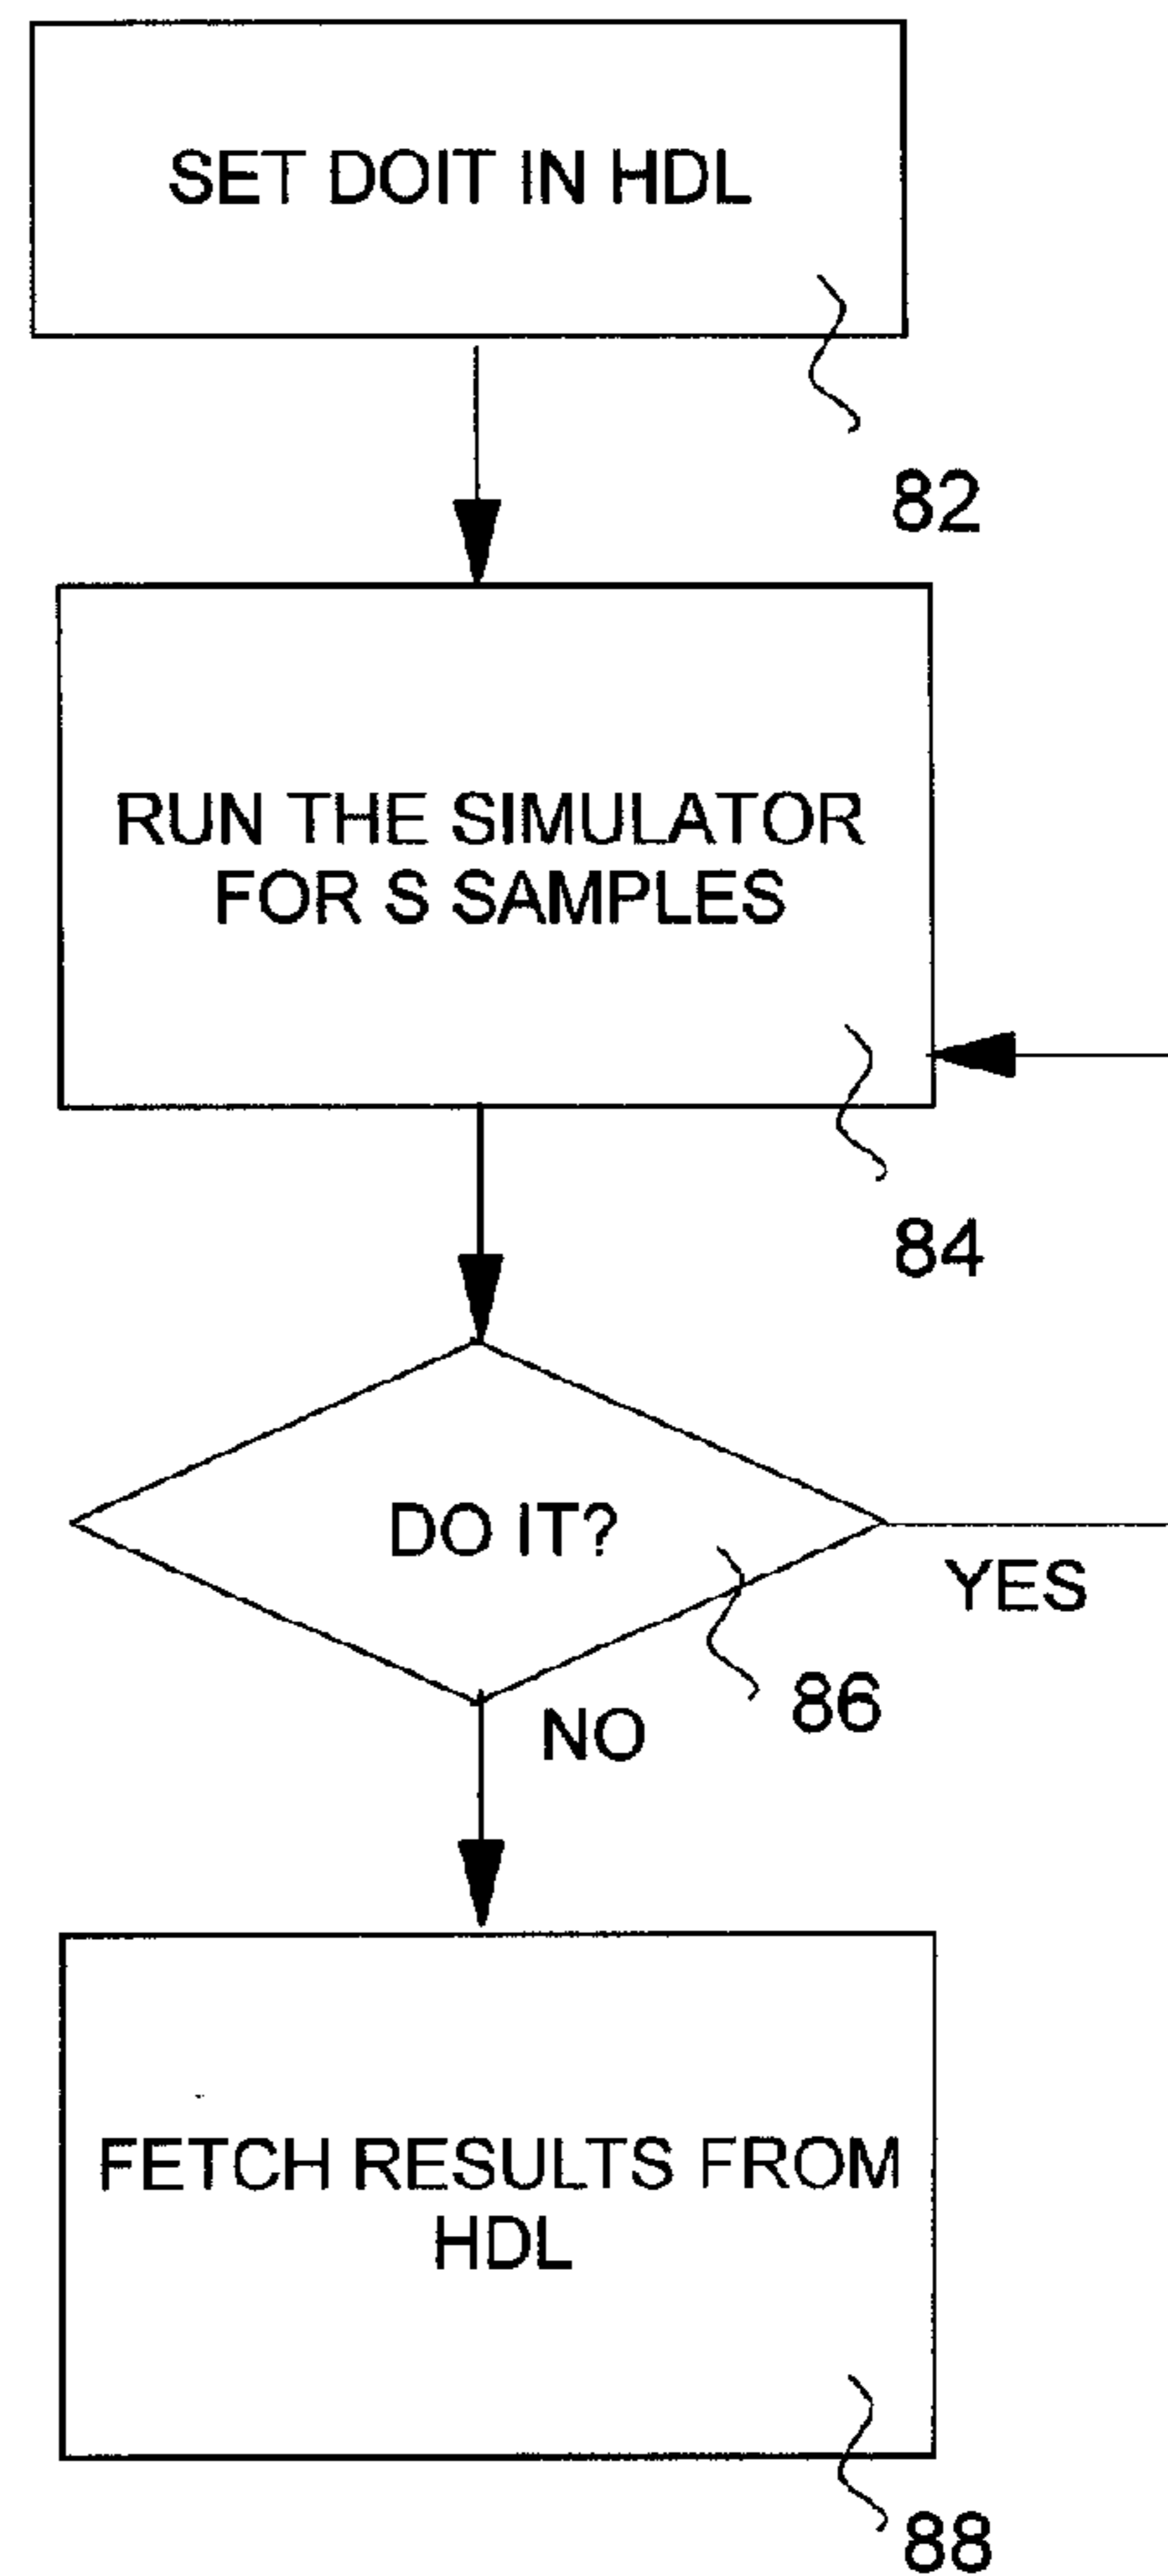 SET DOIT IN HDL
82
RUN THE SIMULATOR
FOR S SAMPLES
84
DO IT?
YES
86
NO
FETCH RESULTS FROM
HDL
88